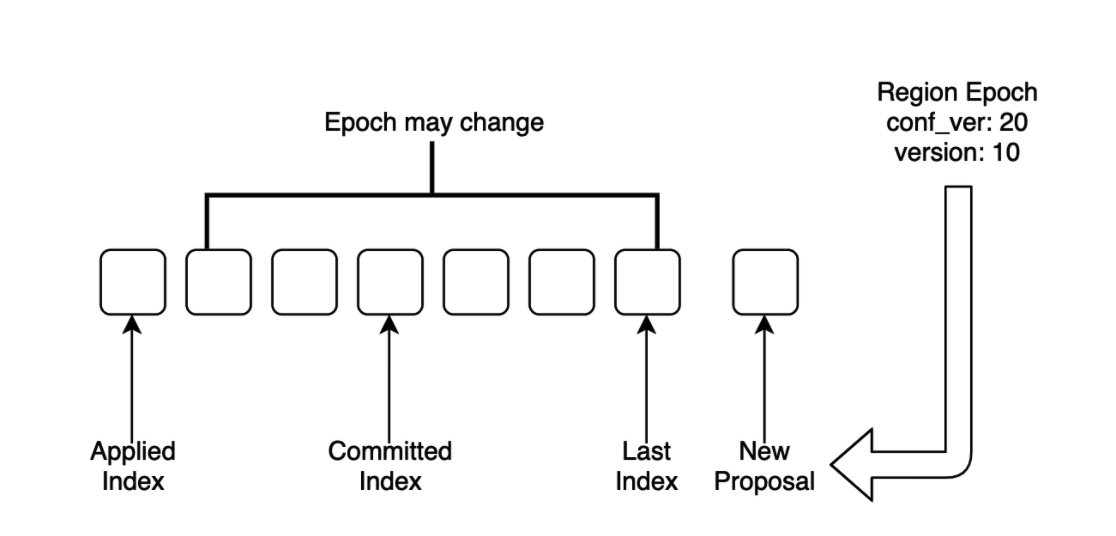 Region Epoch
conf_ver: 20
version: 10
Epoch may change
Applied
Index
Committed
Index
Last
Index
New
Proposal